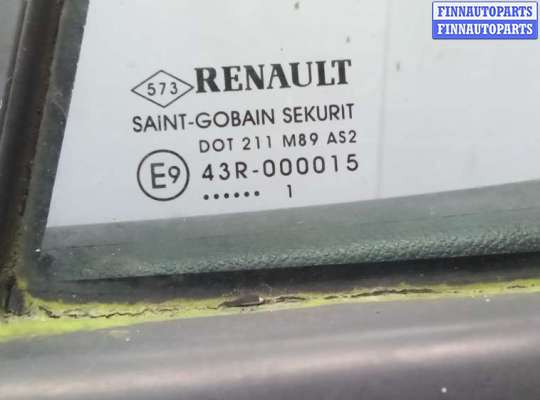 FINNAUTOPARTS
FINNAUTOPARTS
573 RENAULT
SAiNT-GOBAIN SEKURIT
DOT 211 M89 AS2
E9 43R-000015
...... 1